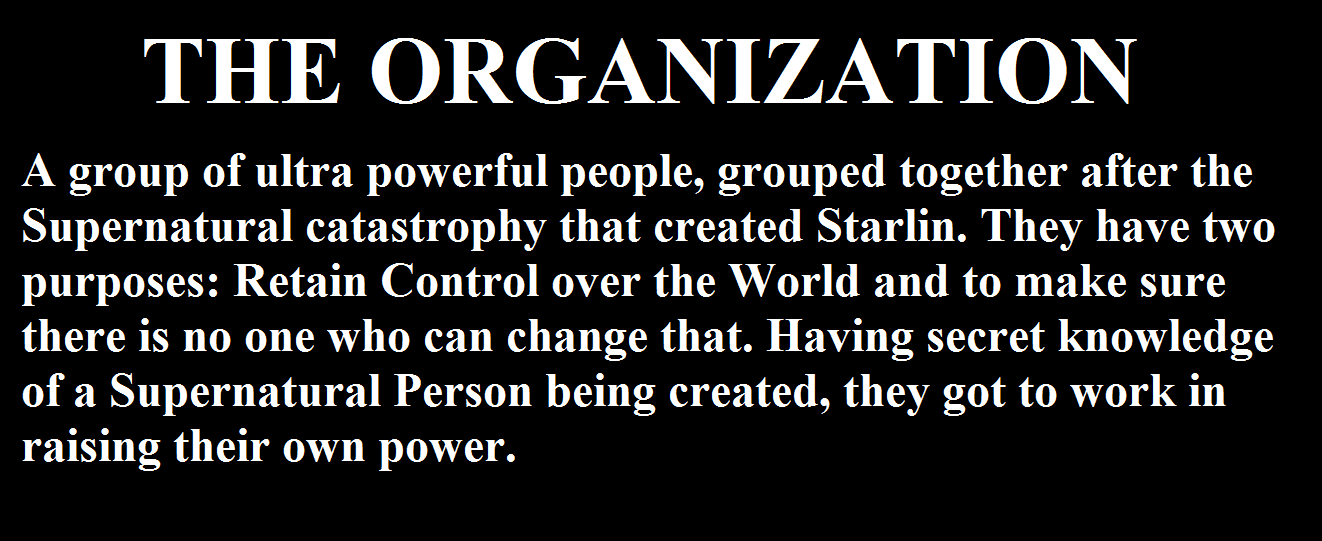 THE ORGANIZATION
A group of ultra powerful people, grouped together after the
Supernatural catastrophy that created Starlin. They have two
purposes: Retain Control over the World and to make sure
there is no one who can change that. Having secret knowledge
of a Supernatural Person being created, they got to work in
raising their own power.